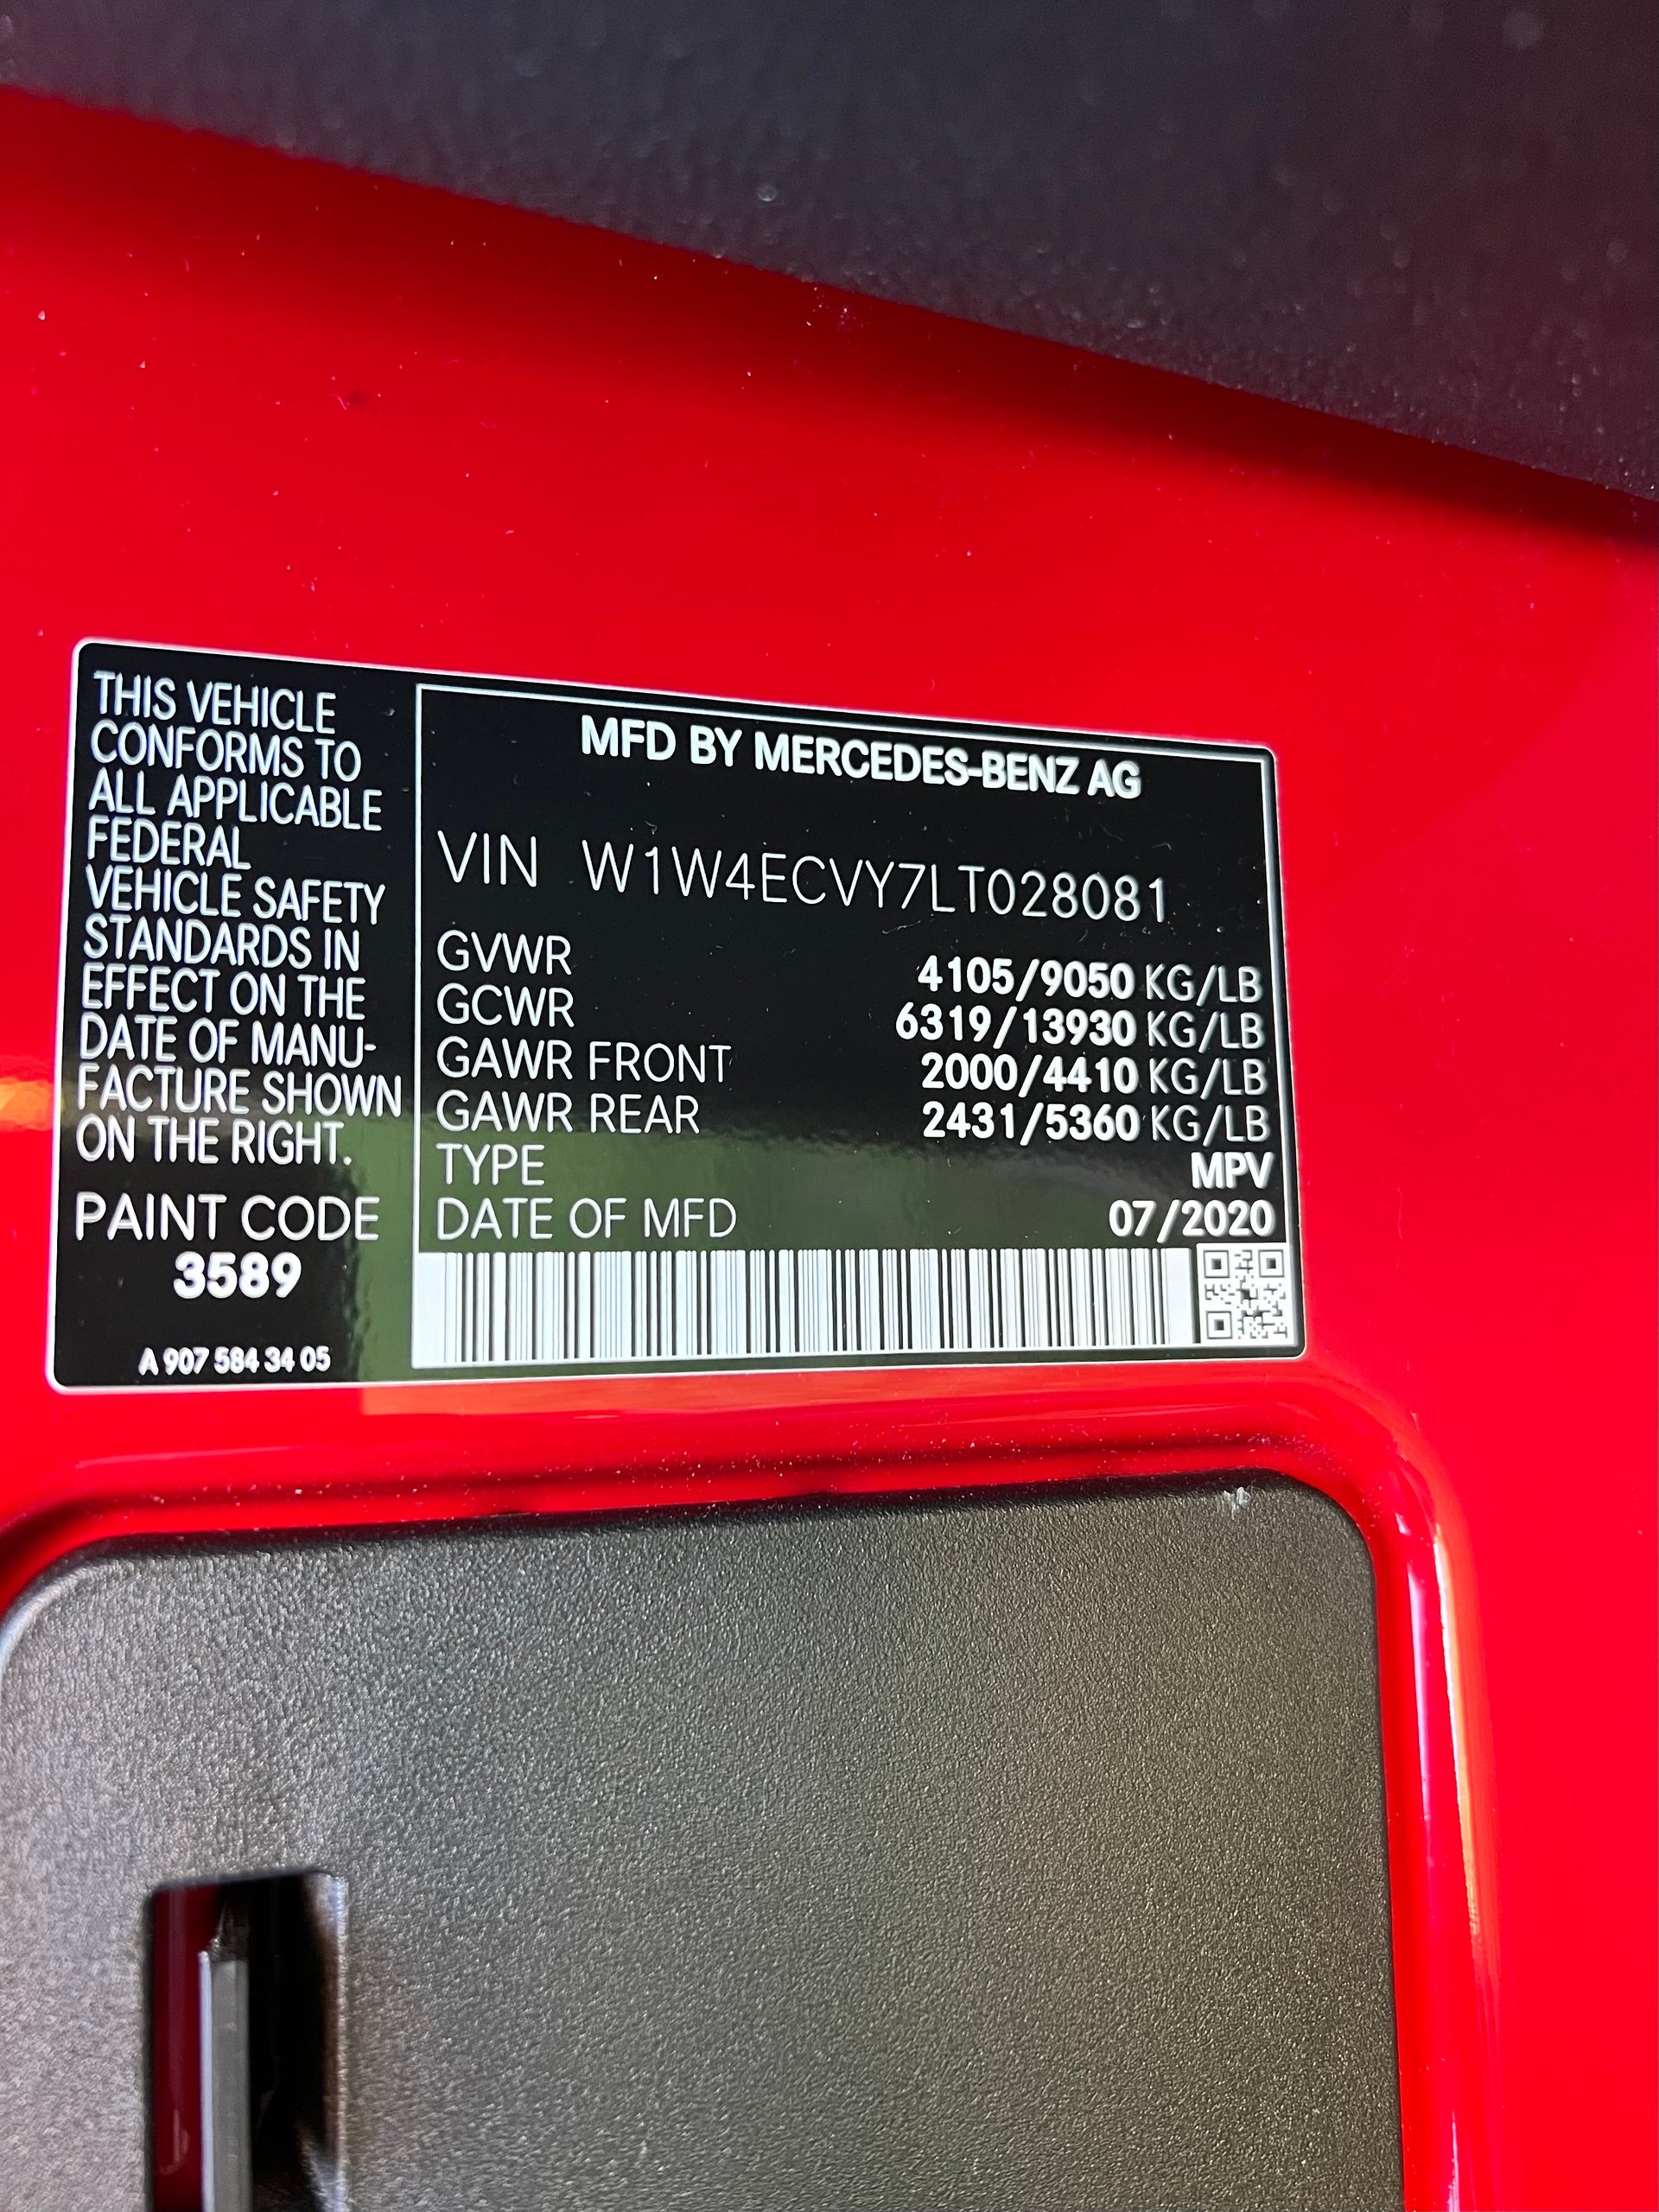 THIS VEHICLE
CONFORMS TO
ALL APPLICABLE
FEDERAL
VEHICLE SAFETY
STANDARDS IN
EFFECT ON THE
DATE OF MANU-
FACTURE SHOWN
ON THE RIGHT.
PAINT CODE
3589
A 907 584 34 05
MFD BY MERCEDES-BENZ AG
VIN W1W4ECVY7LT028081
GVWR 4105/9050 KG/LB
GCWR 6319/13930 KG/LB
GAWR FRONT 2000/4410 KG/LB
GAWR REAR 2431/5360 KG/LB
TYPE MPV
DATE OF MFD 07/2020